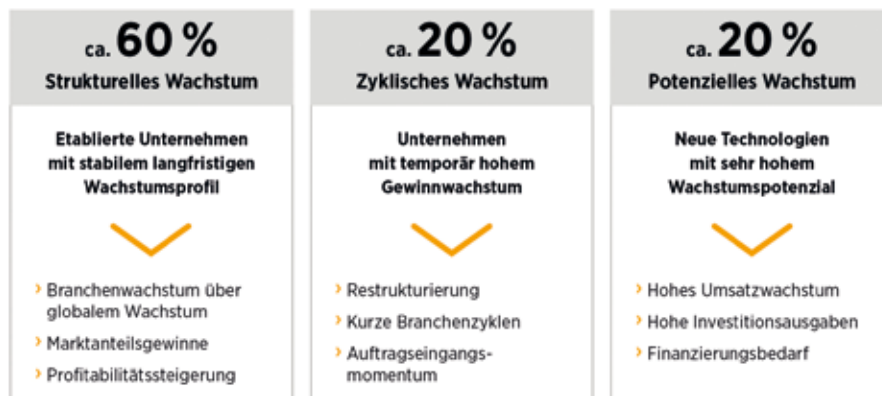 ca. 60 %
Strukturelles Wachstum
Etablierte Unternehmen
mit stabilem langfristigen
Wachstumsprofil
› Branchenwachstum über
globalem Wachstum
› Marktanteilsgewinne
› Profitabilitätssteigerung
ca. 20 %
Zyklisches Wachstum
Unternehmen
mit temporär hohem
Gewinnwachstum
› Restrukturierung
› Kurze Branchenzyklen
› Auftragseingangs-
momentum
ca. 20 %
Potenzielles Wachstum
Neue Technologien
mit sehr hohem
Wachstumspotenzial
› Hohes Umsatzwachstum
› Hohe Investitionsausgaben
› Finanzierungsbedarf